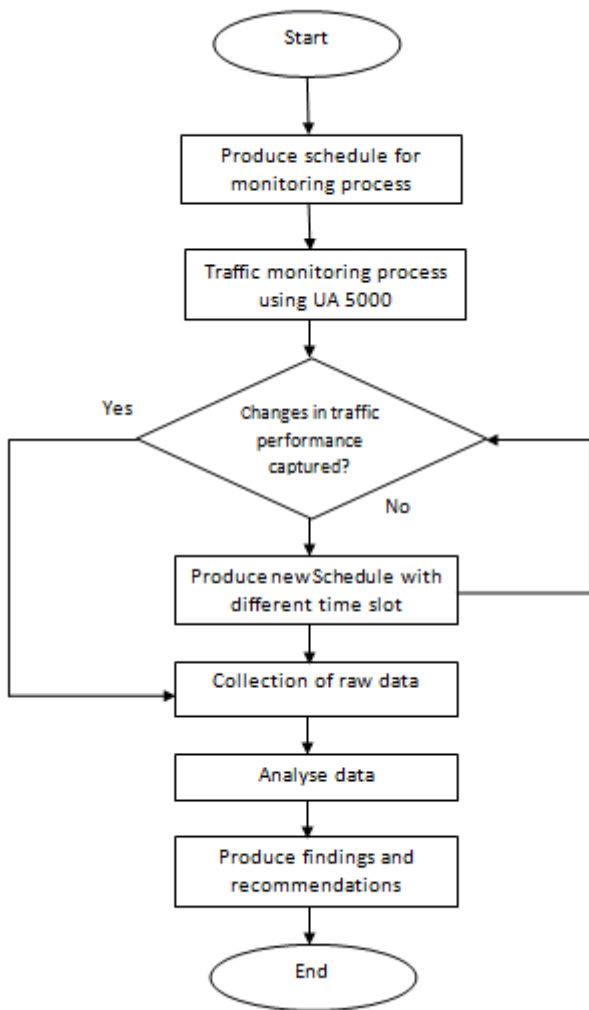 Start
Produce schedule for
monitoring process
Traffic monitoring process
using UA 5000
Yes
Changes in traffic
performance
captured?
No
Produce new Schedule with
different time slot
Collection of raw data
Analyse data
Produce findings and
recommendations
End